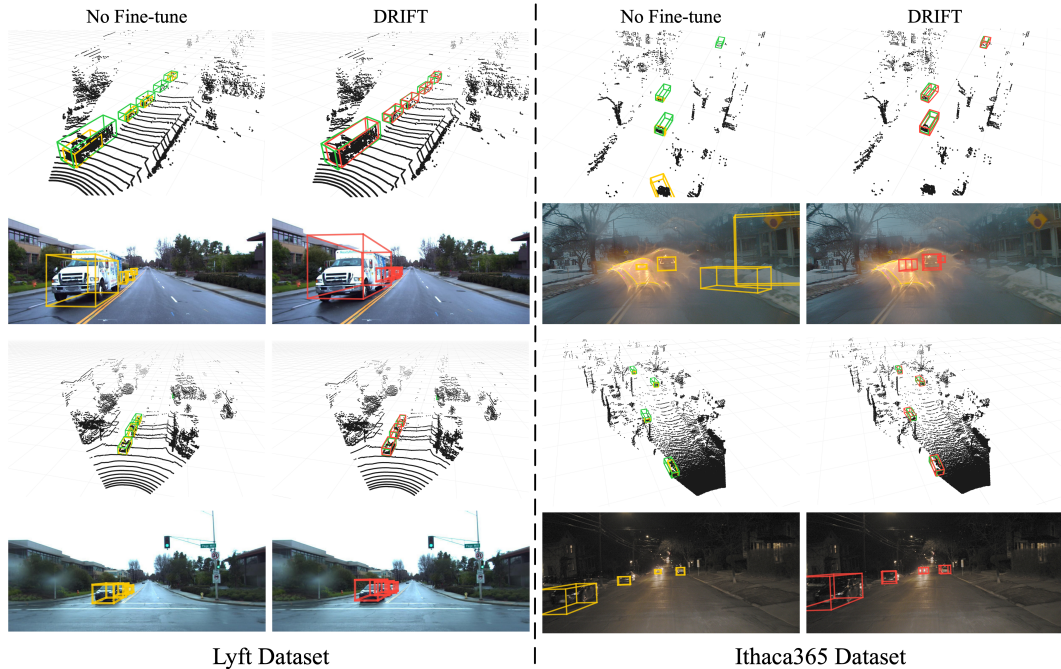 No Fine-tune DRIFT No Fine-tune DRIFT
Lyft Dataset Ithaca365 Dataset